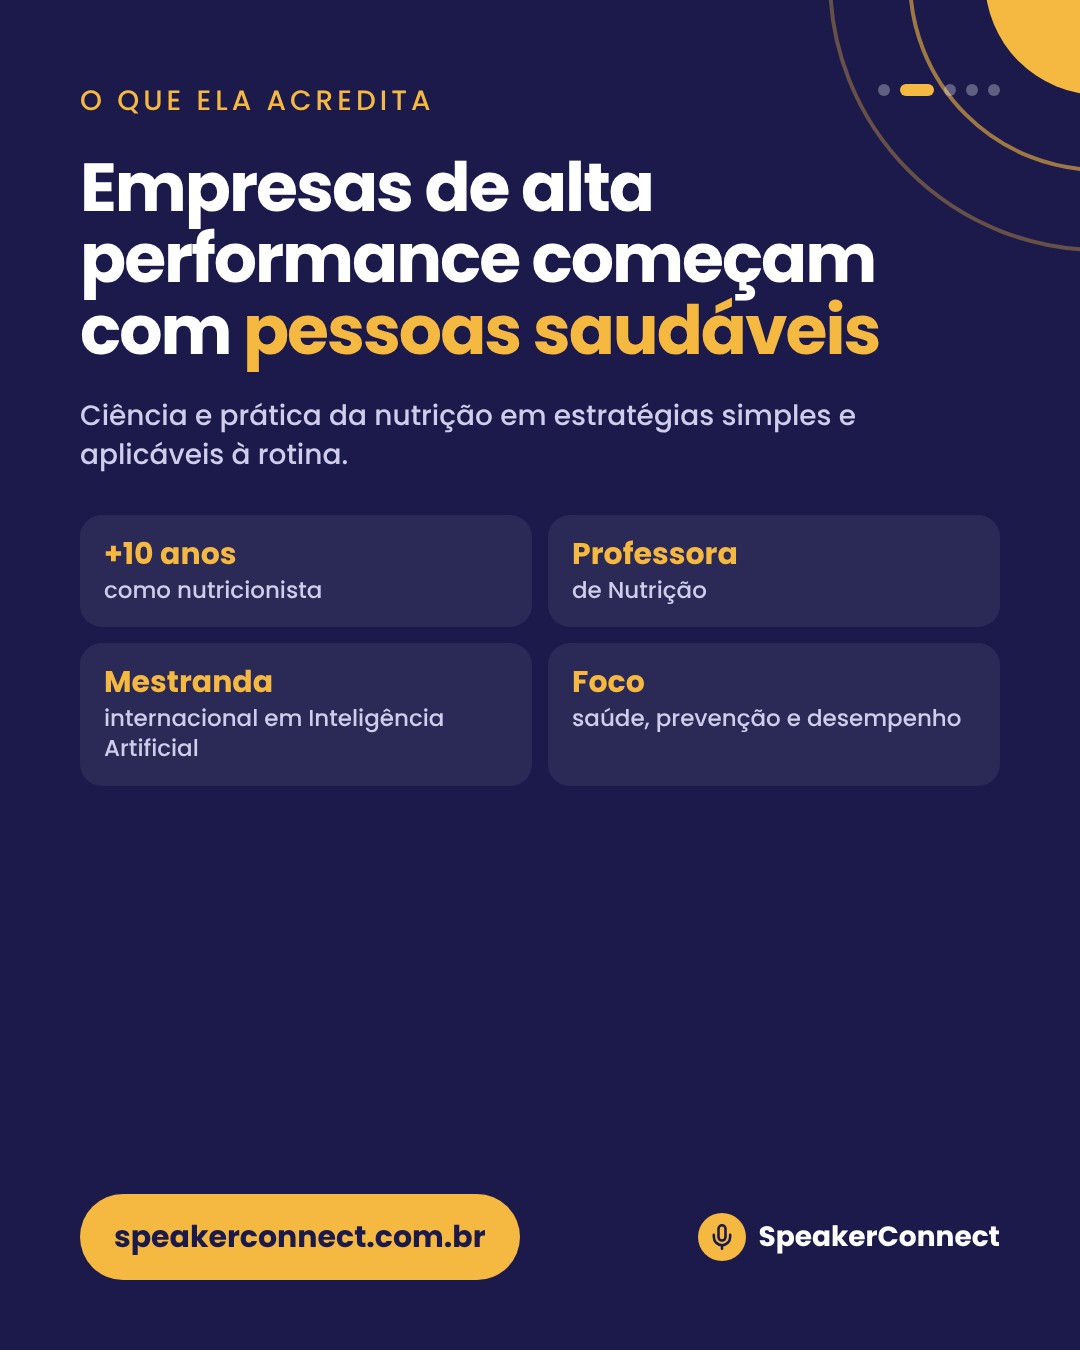 O QUE ELA ACREDITA
Empresas de alta
performance começam
com pessoas saudáveis
Ciência e prática da nutrição em estratégias simples e
aplicáveis à rotina.
+10 anos
como nutricionista
Professora
de Nutrição
Mestranda
internacional em Inteligência
Artificial
Foco
saúde, prevenção e desempenho
speakerconnect.com.br
SpeakerConnect